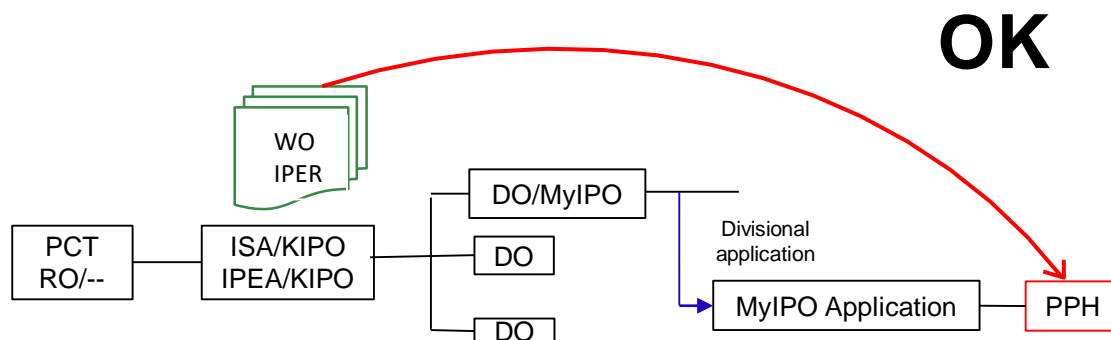 OK
WO
IPER
DO/MyIPO
PCT
RO/--
ISA/KIPO
IPEA/KIPO
DO
Divisional
application
MyIPO Application
PPH
DO